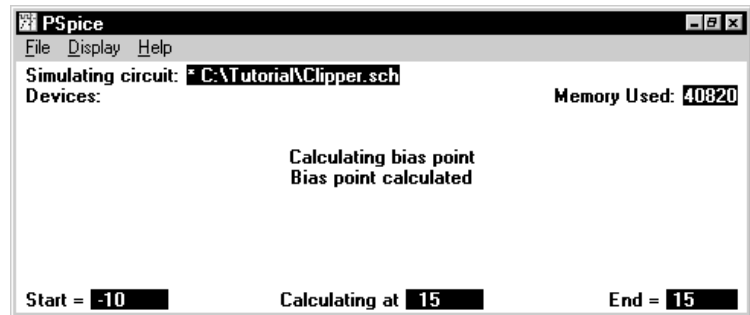 PSpice
File Display Help
Simulating circuit: * C:\Tutorial\Clipper.sch
Devices: Memory Used: 40820
Calculating bias point
Bias point calculated
Start = -10 Calculating at 15 End = 15